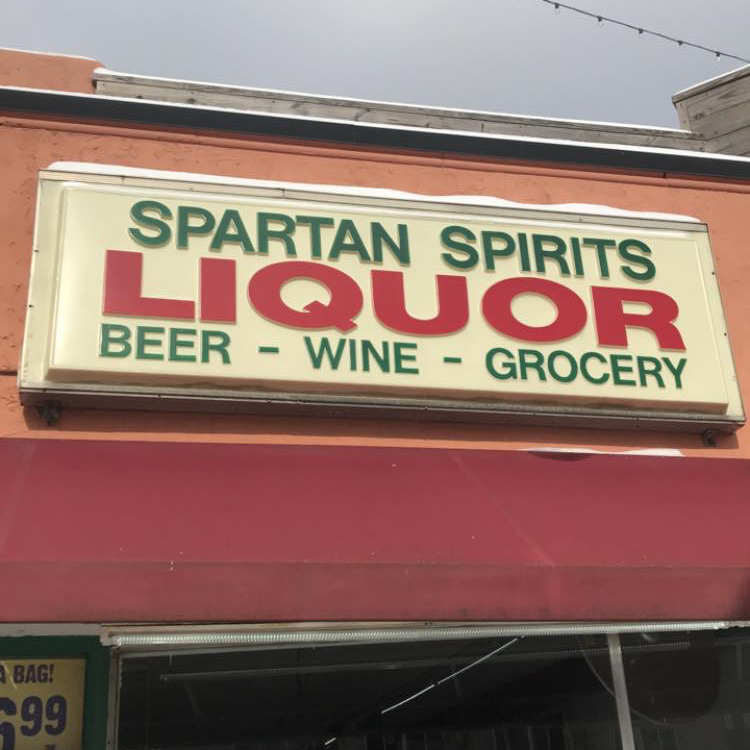 SPARTAN SPIRITS
LIQUOR
BEER - WINE - GROCERY
A BAG!
6.99